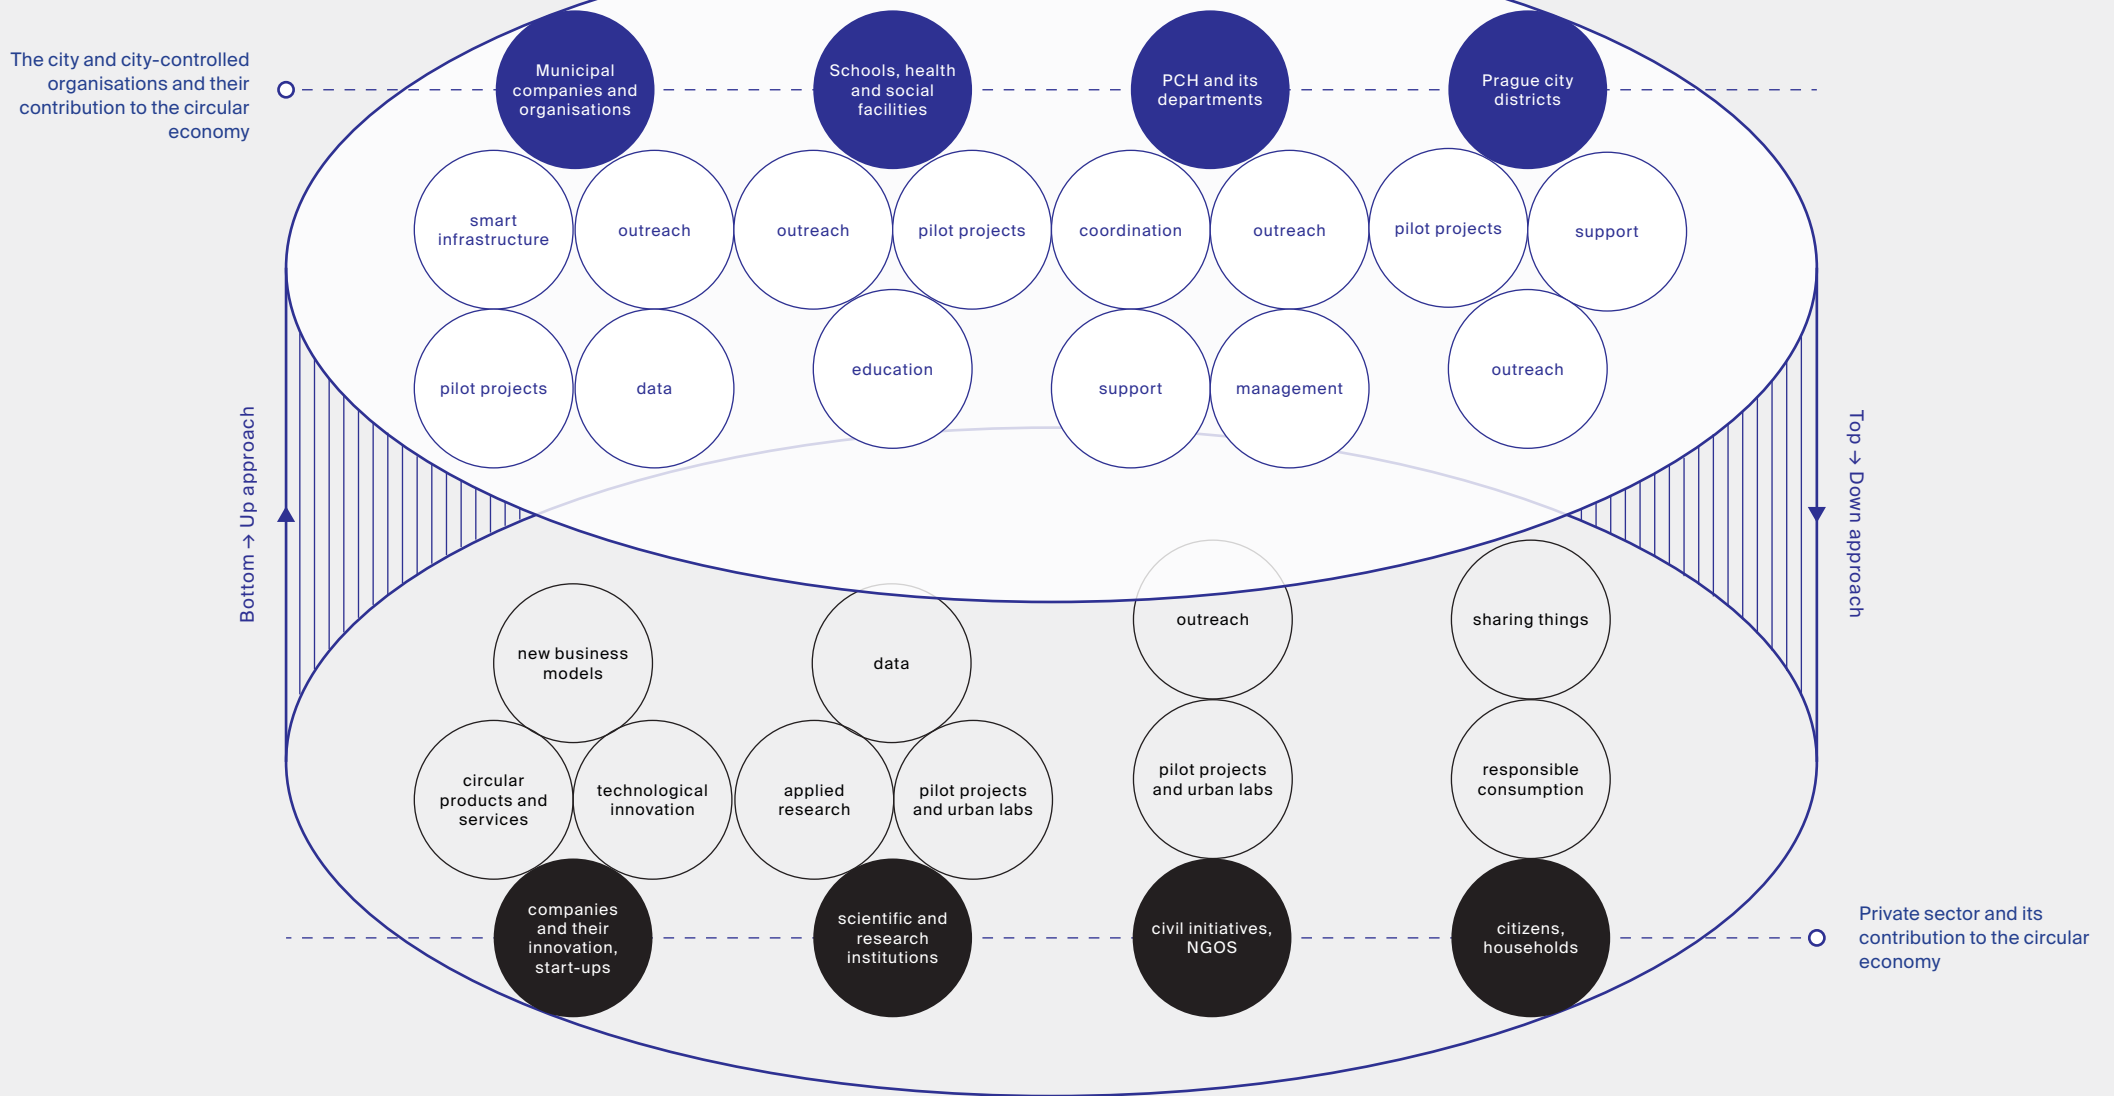 The city and city-controlled
organisations and their
contribution to the circular
economy
Municipal
companies and
organisations
Schools, health
and social
facilities
PCH and its
departments
Prague city
districts
smart
infrastructure
outreach
outreach
pilot projects
coordination
outreach
pilot projects
support
pilot projects
data
education
support
management
outreach
Bottom → Up approach
Top → Down approach
new business
models
data
outreach
sharing things
circular
products and
services
technological
innovation
applied
research
pilot projects
and urban labs
pilot projects
and urban labs
responsible
consumption
companies
and their
innovation,
start-ups
scientific and
research
institutions
civil initiatives,
NGOS
citizens,
households
Private sector and its
contribution to the circular
economy